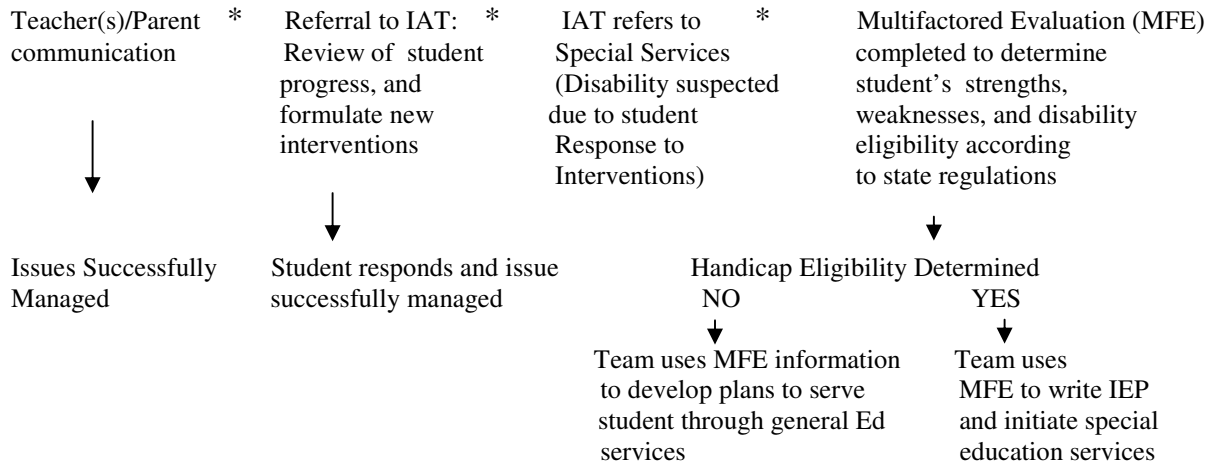 Teacher(s)/Parent *
communication
Referral to IAT: *
Review of student
progress, and
formulate new
interventions
IAT refers to *
Special Services
(Disability suspected
due to student
Response to
Interventions)
Multifactored Evaluation (MFE)
completed to determine
student's strengths,
weaknesses, and disability
eligibility according
to state regulations
Issues Successfully
Managed
Student responds and issue
successfully managed
Handicap Eligibility Determined
NO YES
Team uses MFE information
to develop plans to serve
student through general Ed
services
Team uses
MFE to write IEP
and initiate special
education services